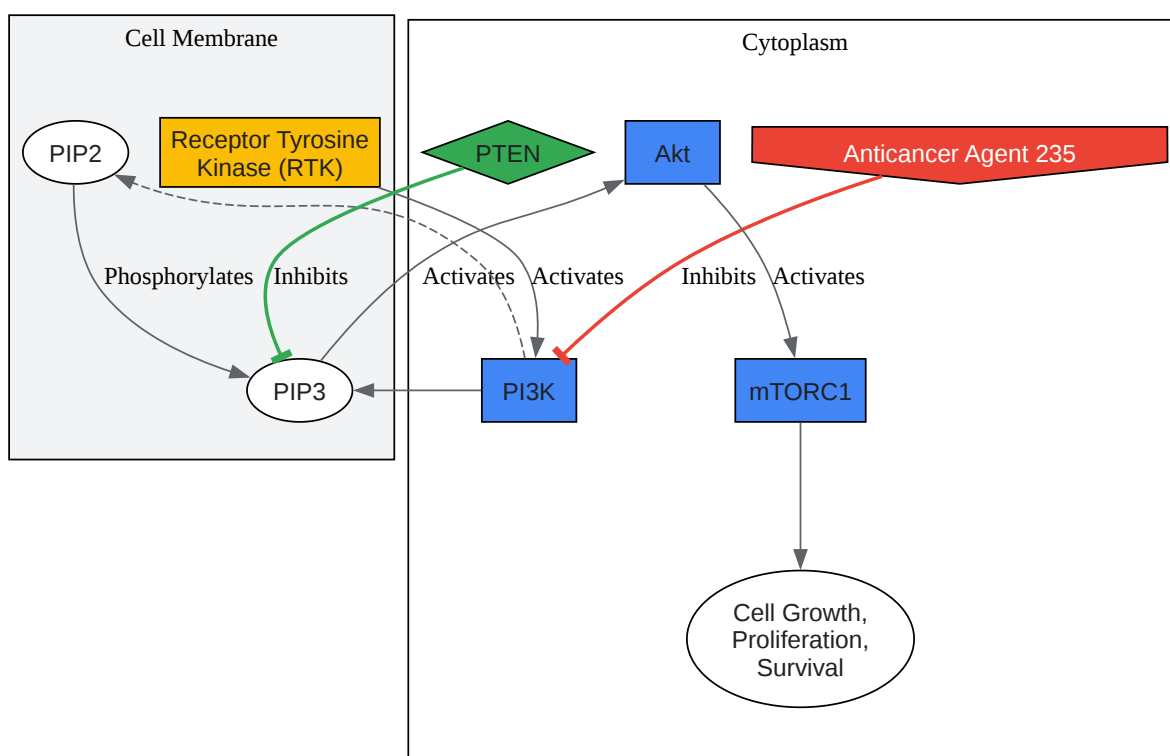 Cell Membrane
Cytoplasm
PIP2
Receptor Tyrosine
Kinase (RTK)
PTEN
Akt
Anticancer Agent 235
Phosphorylates
Inhibits
Activates
Activates
Inhibits
Activates
PIP3
PI3K
mTORC1
Cell Growth,
Proliferation,
Survival